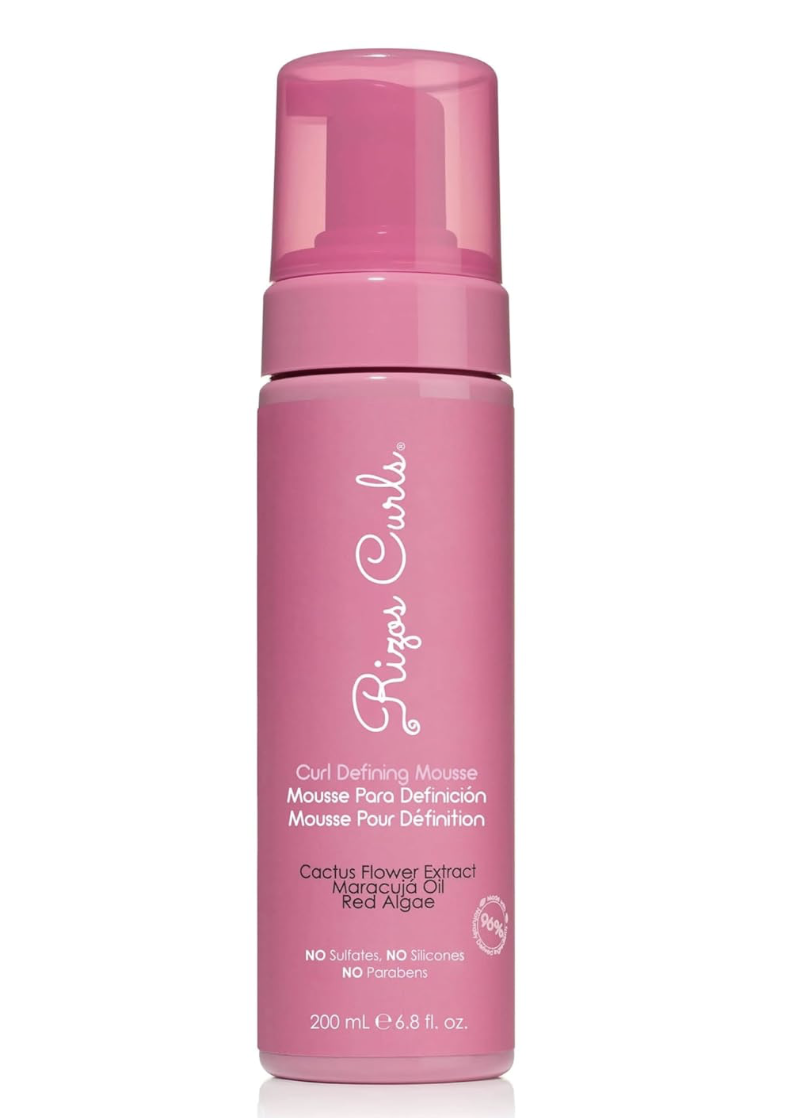 Rizos Curls®
Curl Defining Mousse
Mousse Para Definición
Mousse Pour Définition
Cactus Flower Extract
Maracujá Oil
Red Algae
96%
NO Sulfates, NO Silicones
NO Parabens
200 mL ℮ 6.8 fl. oz.